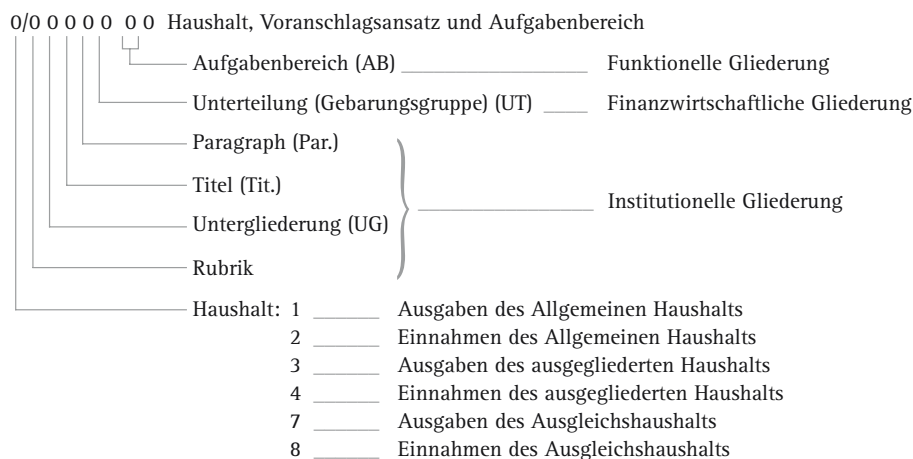 0/0 0 0 0 0 0 0 Haushalt, Voranschlagsansatz und Aufgabenbereich
Aufgabenbereich (AB) Funktionelle Gliederung
Unterteilung (Gebarungsgruppe) (UT) Finanzwirtschaftliche Gliederung
Paragraph (Par.)
Titel (Tit.)
Institutionelle Gliederung
Untergliederung (UG)
Rubrik
Haushalt: 1 Ausgaben des Allgemeinen Haushalts
2 Einnahmen des Allgemeinen Haushalts
3 Ausgaben des ausgegliederten Haushalts
4 Einnahmen des ausgegliederten Haushalts
7 Ausgaben des Ausgleichshaushalts
8 Einnahmen des Ausgleichshaushalts